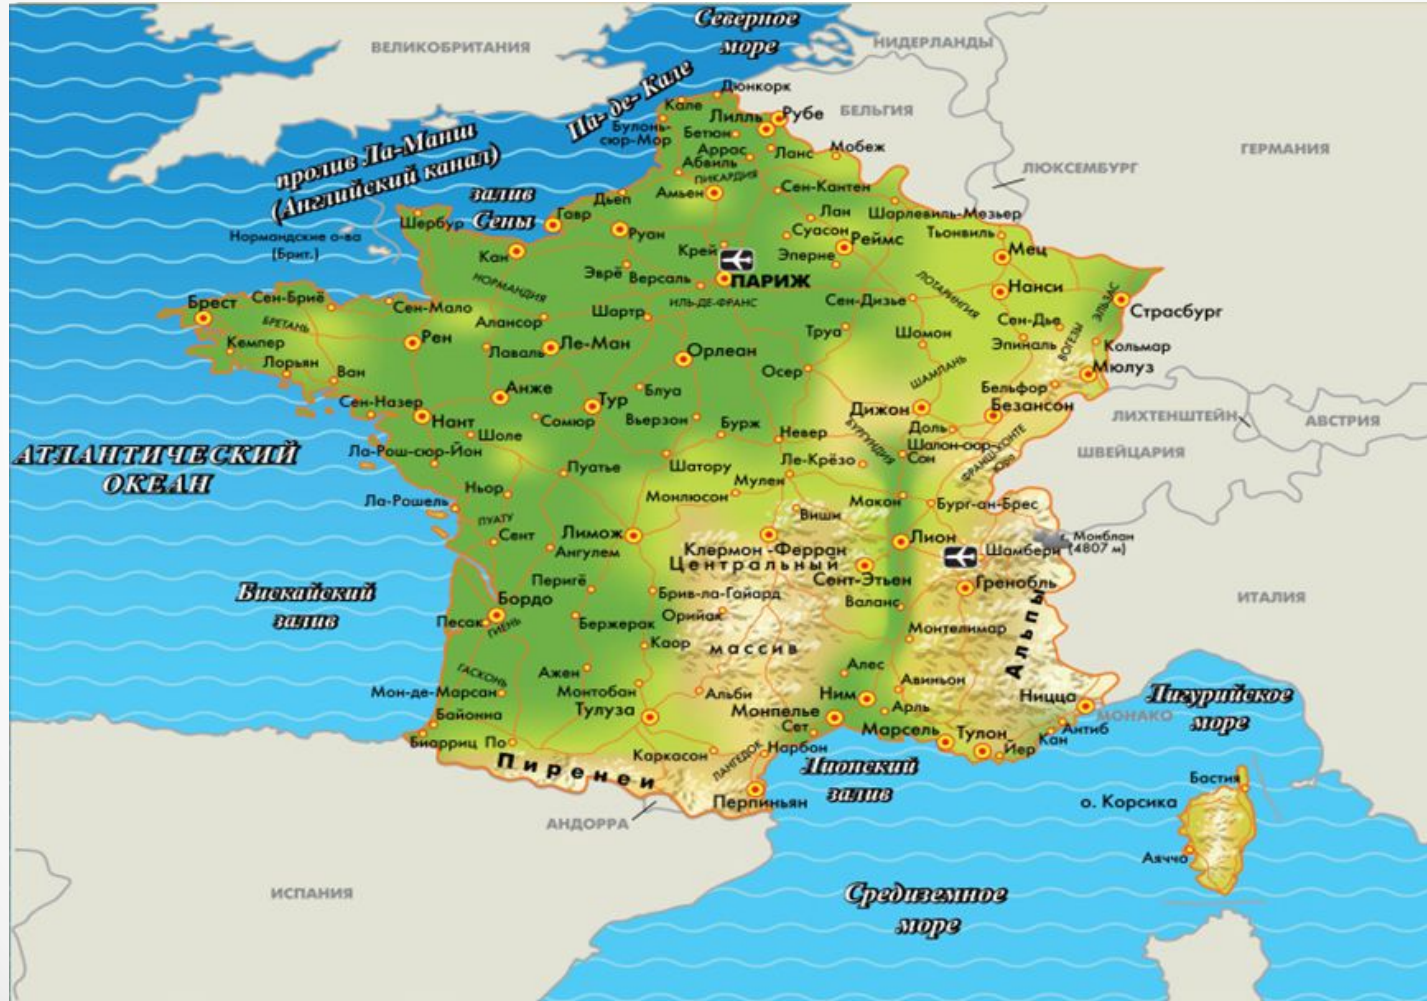 Северное
море
ВЕЛИКОБРИТАНИЯ
НИДЕРЛАНДЫ
Па-де-Кале
Дюнкорк
Кале
Лилль
Рубе
БЕЛЬГИЯ
Булонь-
сюр-Мор
Бетюн
ГЕРМАНИЯ
пролив Ла-Манш
(Английский канал)
Аррас
Ланс
Мобеж
Абвиль
ЛЮКСЕМБУРГ
ПИКАРДИЯ
залив
Сены
Дьеп
Амьен
Сен-Кантен
Гавр
Лан
Шарлевиль-Мезьер
Шербур
Нормандские о-ва
(Брит.)
Руан
Суасон
Реймс
Тьонвиль
Кан
Крей
Эперне
Мец
Эврё
Версаль
ПАРИЖ
НОРМАНДИЯ
ИЛЬ-ДЕ-ФРАНС
ЛОТАРИНГИЯ
Нанси
ЭЛЬЗАС
Брест
Сен-Бриё
Сен-Мало
Сен-Дизье
Страсбург
БРЕТАНЬ
Алансор
Шартр
Труа
Шомон
Сен-Дье
Эпиналь
ВОГЕЗЫ
Кольмар
Кемпер
Рен
Лаваль
Ле-Ман
Орлеан
Лорьян
Ван
Осер
ШАМПАНЬ
Мюлуз
Анже
Тур
Блуа
Бельфор
Сен-Назер
Дижон
Безансон
ЛИХТЕНШТЕЙН
АВСТРИЯ
Нант
Сомюр
Вьерзон
Бурж
Невер
Доль
Шоле
БУРГУНДИЯ
Шалон-сюр-
Сон
ФРАНШ-КОНТЕ
Юра
ШВЕЙЦАРИЯ
АТЛАНТИЧЕСКИЙ
ОКЕАН
Ла-Рош-сюр-Йон
Пуатье
Шатору
Ле-Крёзо
Мулен
Ньор
Монлюсон
Ла-Рошель
Макон
Бург-ан-Брес
ПУАТУ
Виши
Сент
Лимож
Лион
г. Монблан
(4807 м)
Ангулем
Клермон -Ферран
Шамбери
Центральный
Сент-Этьен
Гренобль
Перигё
Бискайский
залив
Бордо
Брив-ла-Гойард
Валанс
ИТАЛИЯ
Песак
ГИЕНЬ
Бержерак
Орийак
Монтелимар
Альпы
Каор
массив
ГАСКОНЬ
Ажен
Алес
Авиньон
Мон-де-Марсан
Монтобан
Альби
Ним
Ницца
Лигурийское
море
Байонна
Тулуза
Монпелье
Арль
МОНАКО
Сет
Марсель
Тулон
Антиб
Кан
Биарриц
По
Каркасон
ЛАНГЕДОК
Нарбон
Йер
Пиренеи
Лионский
залив
Бастия
Перпиньян
о. Корсика
АНДОРРА
Аяччо
ИСПАНИЯ
Средиземное
море